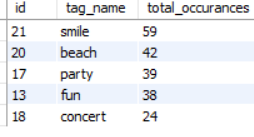 id tag_name total_occurances
21 smile 59
20 beach 42
17 party 39
13 fun 38
18 concert 24